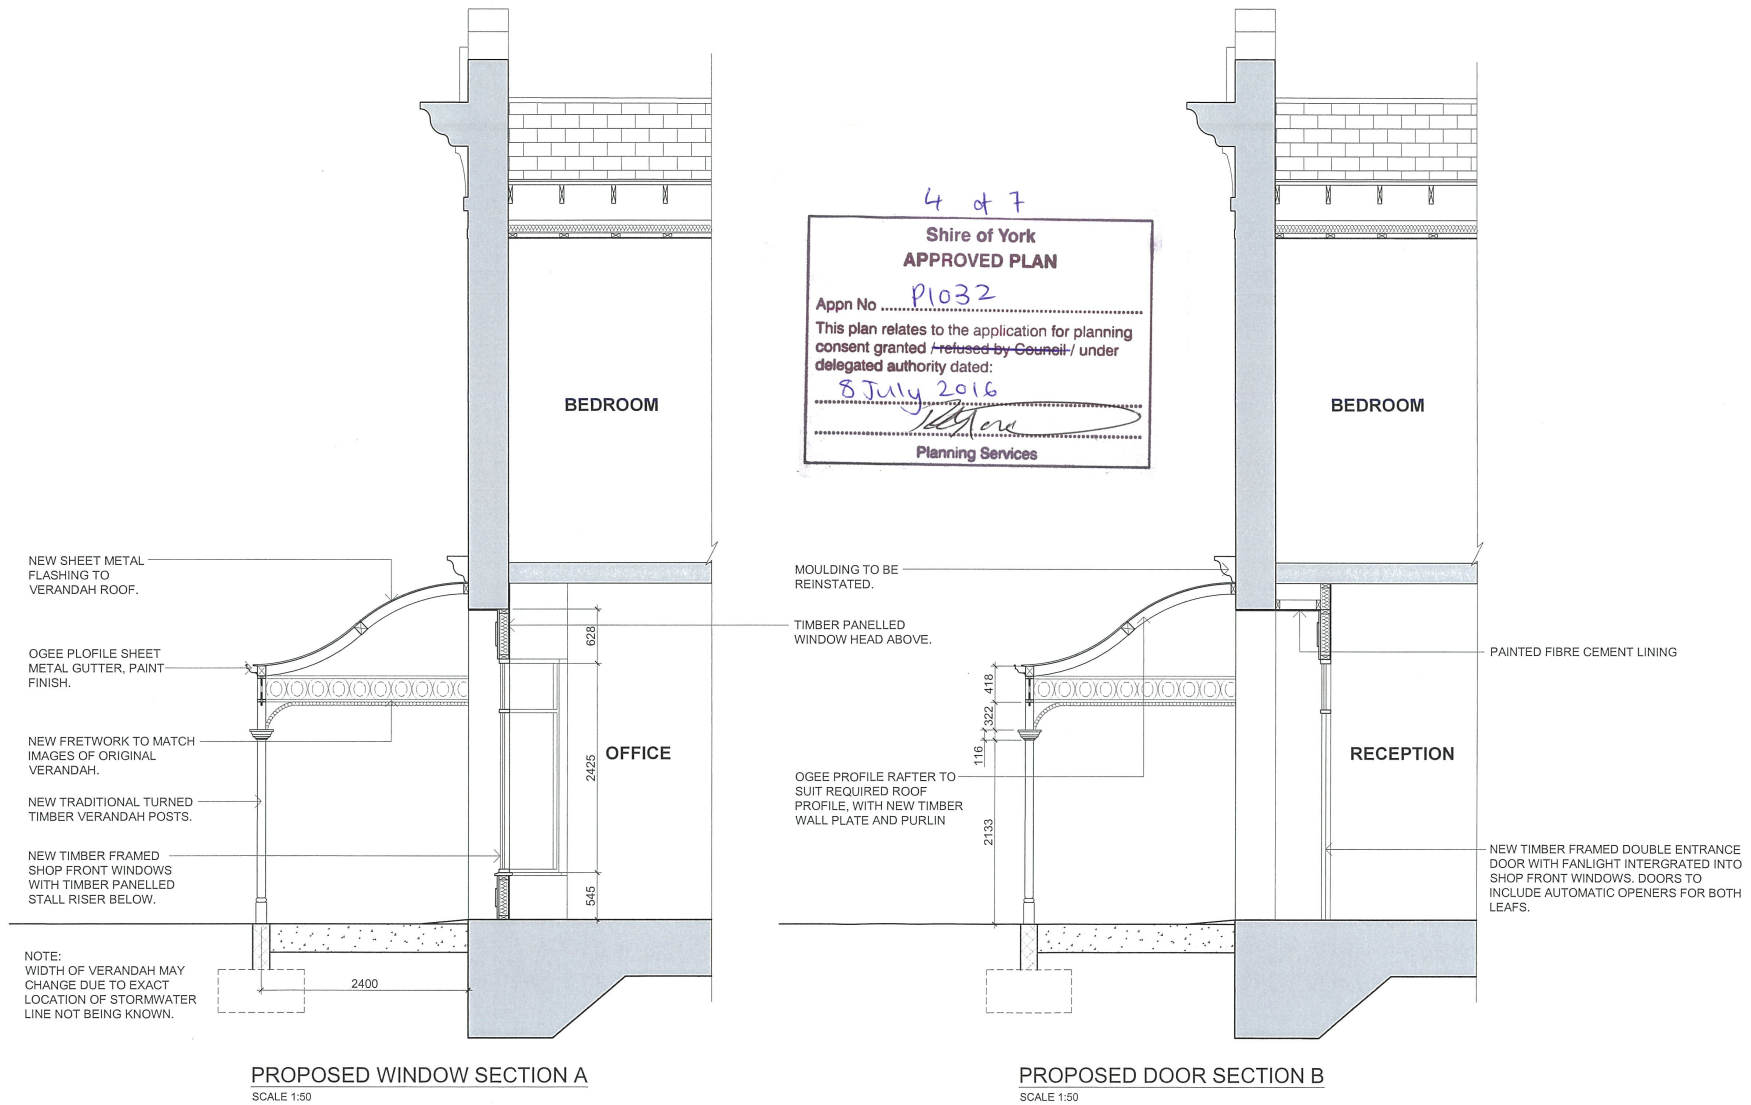 4 of 7
Shire of York
APPROVED PLAN
Appn No P1032
This plan relates to the application for planning
consent granted / refused by Council / under
delegated authority dated:
8 July 2016
Planning Services
BEDROOM
BEDROOM
NEW SHEET METAL
FLASHING TO
VERANDAH ROOF.
OGEE PLOFILE SHEET
METAL GUTTER, PAINT
FINISH.
NEW FRETWORK TO MATCH
IMAGES OF ORIGINAL
VERANDAH.
NEW TRADITIONAL TURNED
TIMBER VERANDAH POSTS.
NEW TIMBER FRAMED
SHOP FRONT WINDOWS
WITH TIMBER PANELLED
STALL RISER BELOW.
NOTE:
WIDTH OF VERANDAH MAY
CHANGE DUE TO EXACT
LOCATION OF STORMWATER
LINE NOT BEING KNOWN.
2400
628
2425
545
OFFICE
MOULDING TO BE
REINSTATED.
TIMBER PANELLED
WINDOW HEAD ABOVE.
OGEE PROFILE RAFTER TO
SUIT REQUIRED ROOF
PROFILE, WITH NEW TIMBER
WALL PLATE AND PURLIN
418
322
116
2133
RECEPTION
PAINTED FIBRE CEMENT LINING
NEW TIMBER FRAMED DOUBLE ENTRANCE
DOOR WITH FANLIGHT INTERGRATED INTO
SHOP FRONT WINDOWS. DOORS TO
INCLUDE AUTOMATIC OPENERS FOR BOTH
LEAFS.
PROPOSED WINDOW SECTION A
SCALE 1:50
PROPOSED DOOR SECTION B
SCALE 1:50